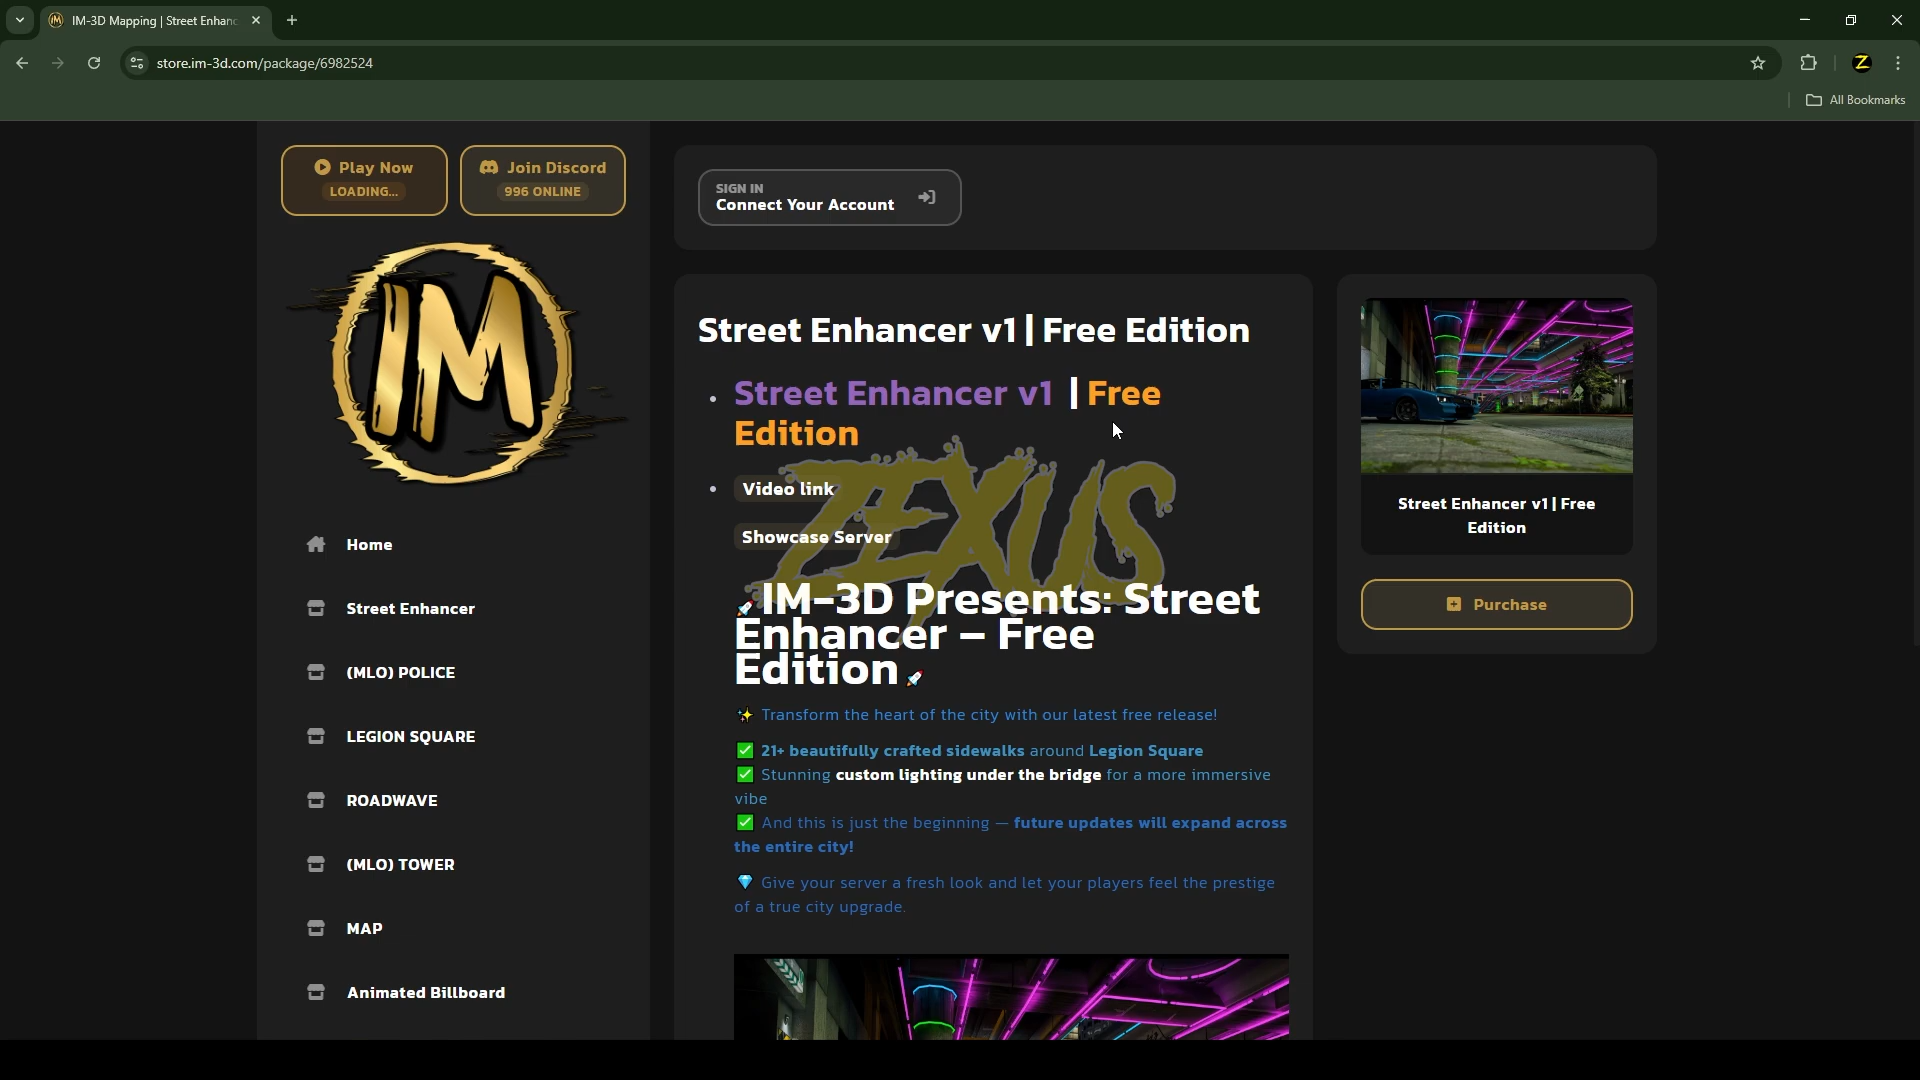 IM-3D Mapping | Street Enhanc
store.im-3d.com/package/6982524
Z
All Bookmarks
Play Now
LOADING...
Join Discord
996 ONLINE
IM
Home
Street Enhancer
(MLO) POLICE
LEGION SQUARE
ROADWAVE
(MLO) TOWER
MAP
Animated Billboard
SIGN IN
Connect Your Account
Street Enhancer v1 | Free Edition
Street Enhancer v1 | Free
Edition
Video link
Showcase Server
ZEXUS
🚀IM-3D Presents: Street
Enhancer – Free
Edition🚀
✨ Transform the heart of the city with our latest free release!
✅ 21+ beautifully crafted sidewalks around Legion Square
✅ Stunning custom lighting under the bridge for a more immersive
vibe
✅ And this is just the beginning — future updates will expand across
the entire city!
💎 Give your server a fresh look and let your players feel the prestige
of a true city upgrade.
Street Enhancer v1 | Free
Edition
Purchase